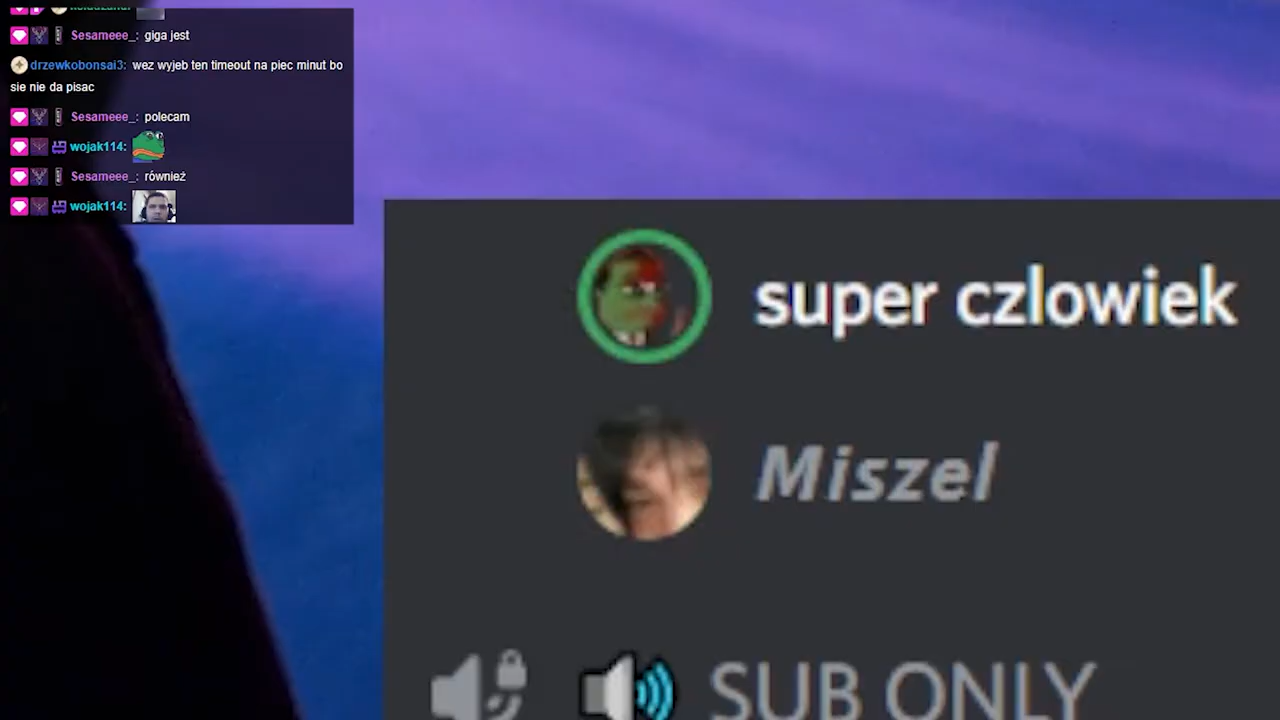 Sesameee_: giga jest
drzewkobonsai3: wez wyjeb ten timeout na piec minut bo
sie nie da pisac
Sesameee_: polecam
wojak114:
Sesameee_: również
wojak114:
super czlowiek
Miszel
SUB ONLY